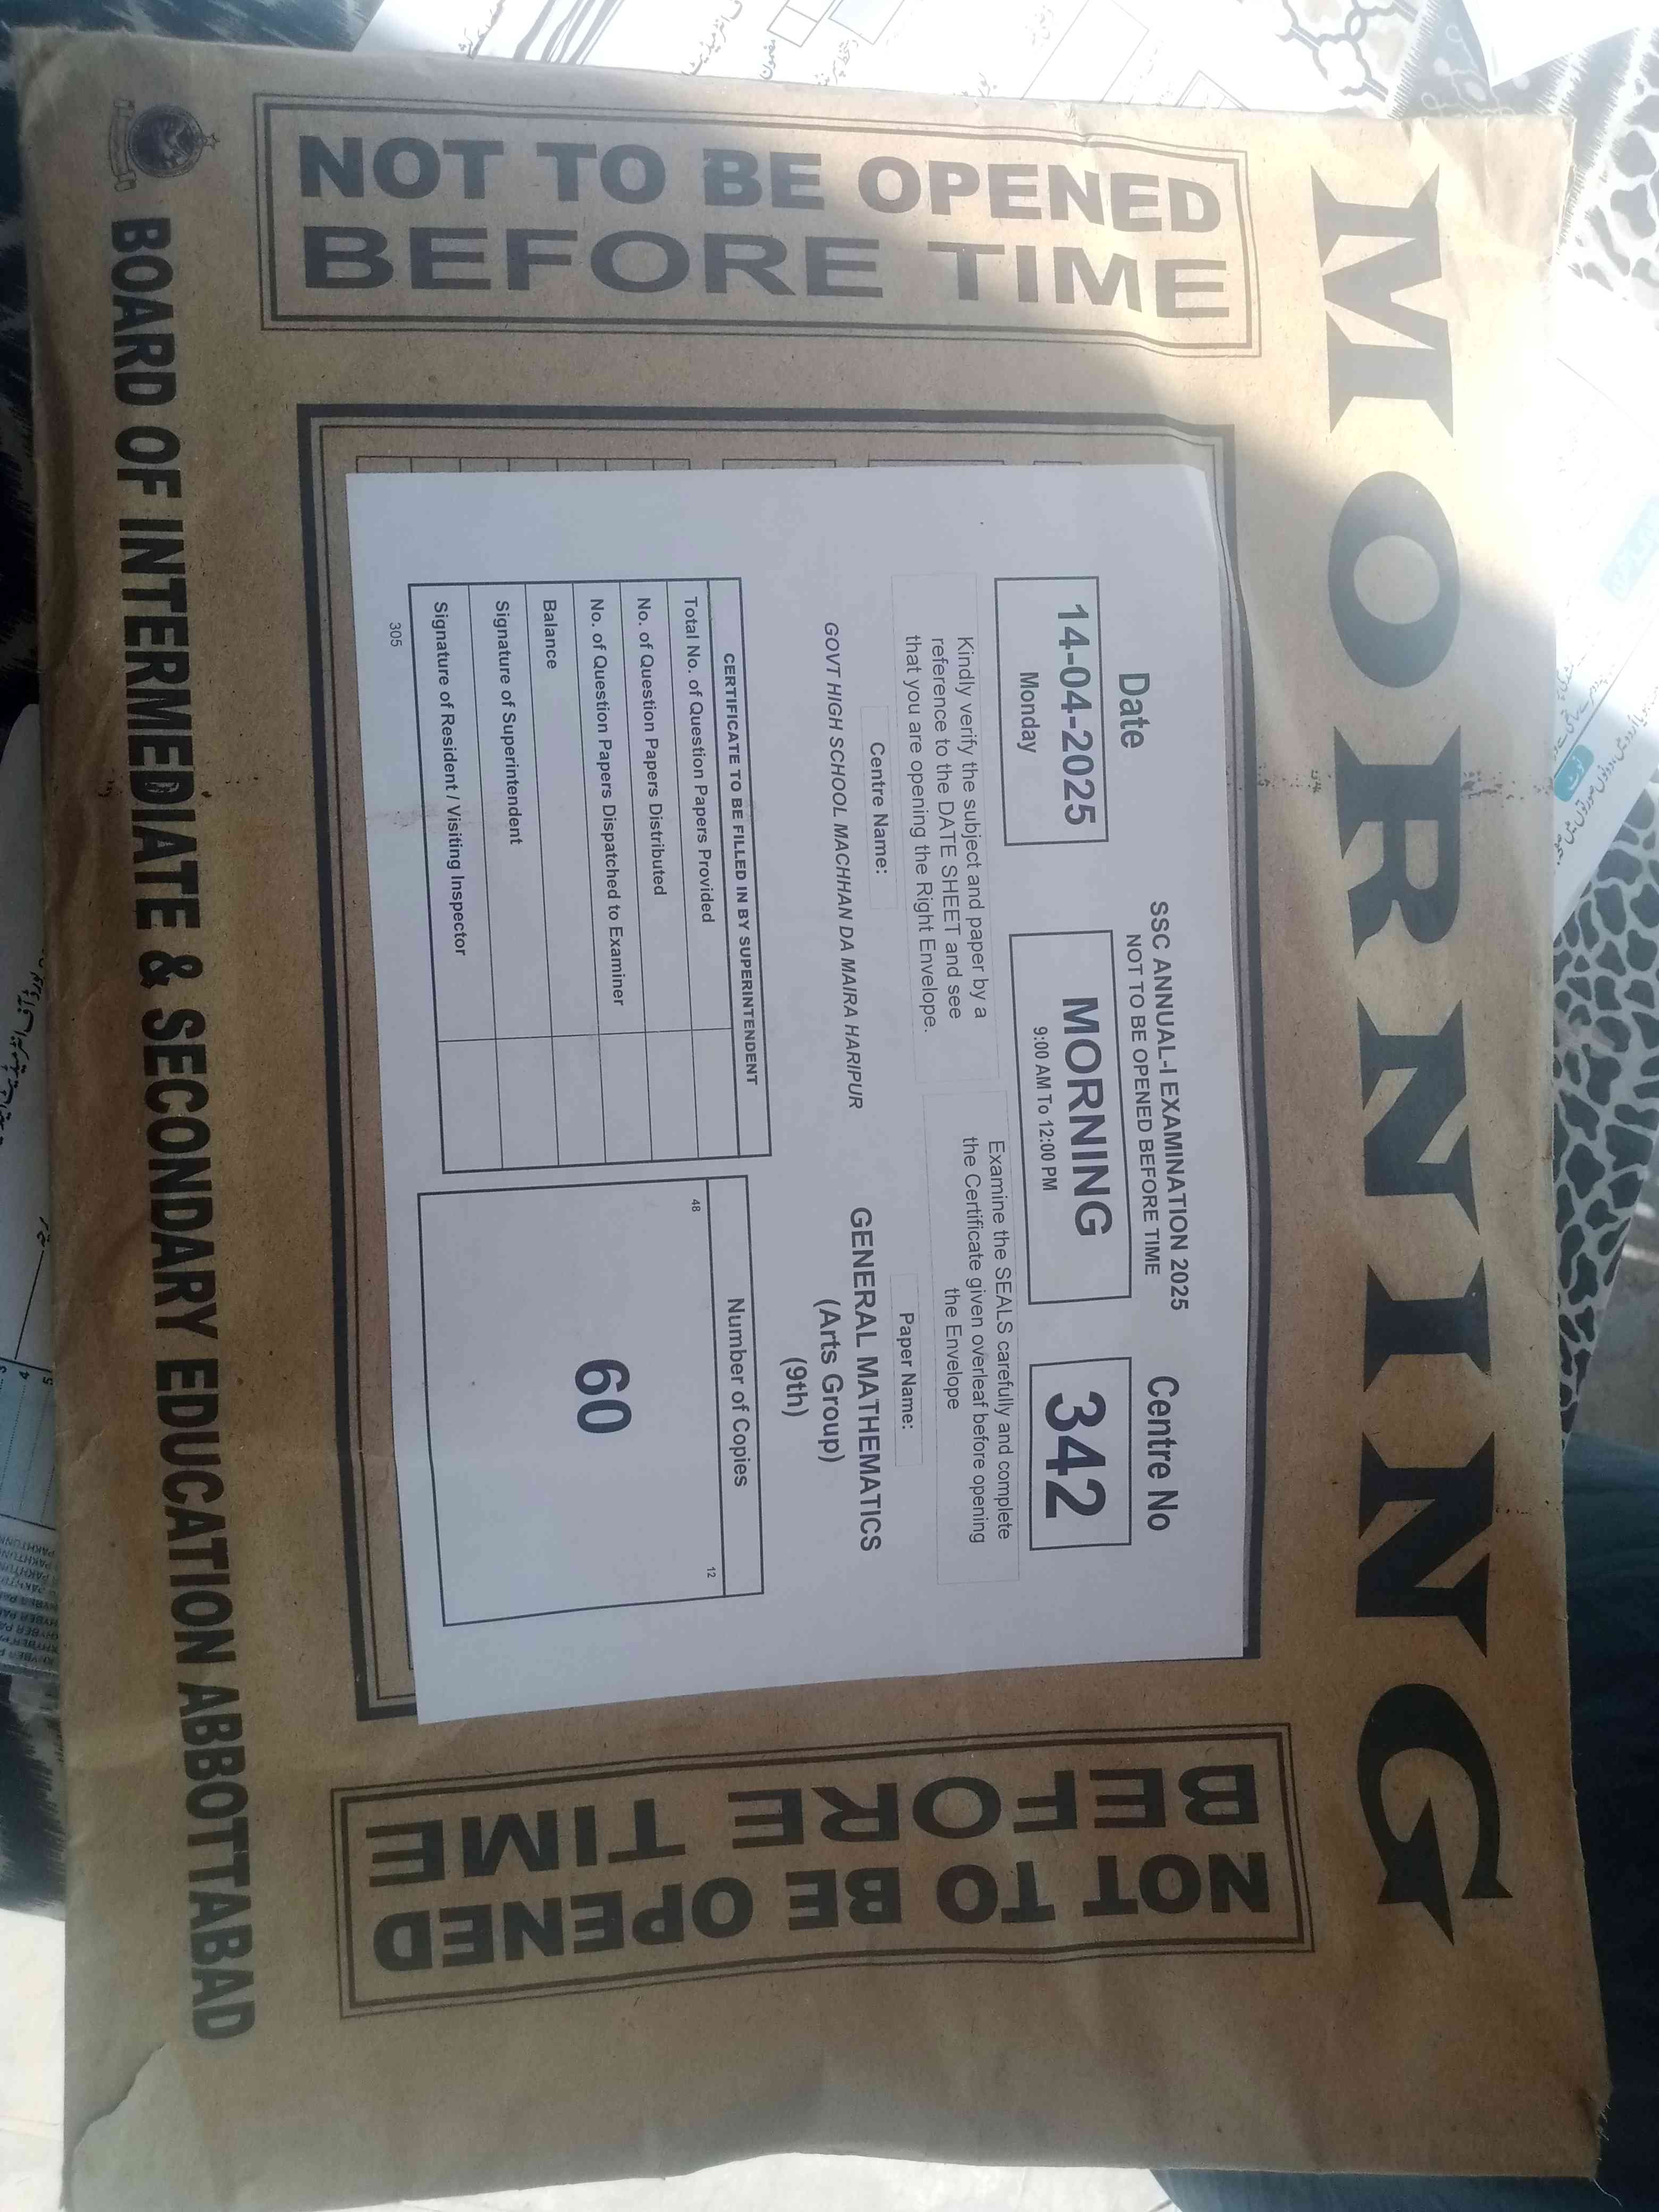 MORNING
NOT TO BE OPENED
BEFORE TIME
SSC ANNUAL-I EXAMINATION 2025
NOT TO BE OPENED BEFORE TIME
Date
14-04-2025
Monday
MORNING
9:00 AM To 12:00 PM
Centre No
342
Kindly verify the subject and paper by a
reference to the DATE SHEET and see
that you are opening the Right Envelope.
Examine the SEALS carefully and complete
the Certificate given overleaf before opening
the Envelope
Centre Name:
GOVT HIGH SCHOOL MACHHAN DA MAIRA HARIPUR
Paper Name:
GENERAL MATHEMATICS
(Arts Group)
(9th)
CERTIFICATE TO BE FILLED IN BY SUPERINTENDENT
Total No. of Question Papers Provided
No. of Question Papers Distributed
No. of Question Papers Dispatched to Examiner
Balance
Signature of Superintendent
Signature of Resident / Visiting Inspector
Number of Copies
48
12
60
305
NOT TO BE OPENED
BEFORE TIME
BOARD OF INTERMEDIATE & SECONDARY EDUCATION ABBOTTABAD